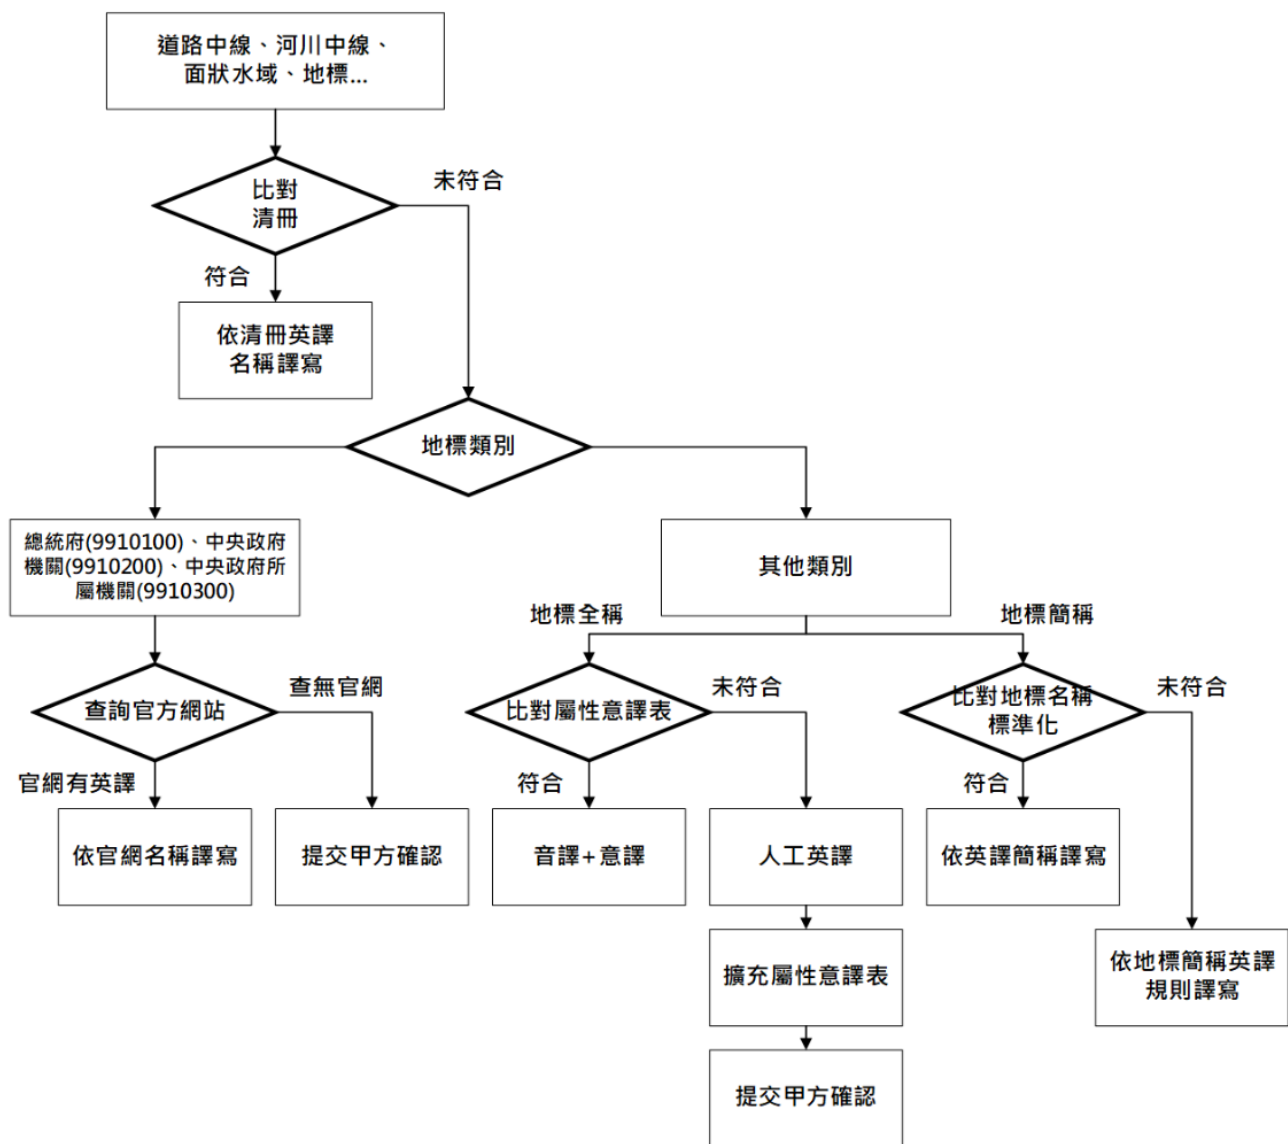 道路中線、河川中線、
面狀水域、地標...
比對
清冊
未符合
符合
依清冊英譯
名稱譯寫
地標類別
總統府(9910100)、中央政府
機關(9910200)、中央政府所
屬機關(9910300)
其他類別
地標全稱
地標簡稱
查詢官方網站
查無官網
官網有英譯
比對屬性意譯表
未符合
符合
比對地標名稱
標準化
未符合
符合
依官網名稱譯寫
提交甲方確認
音譯+意譯
人工英譯
依英譯簡稱譯寫
擴充屬性意譯表
依地標簡稱英譯
規則譯寫
提交甲方確認